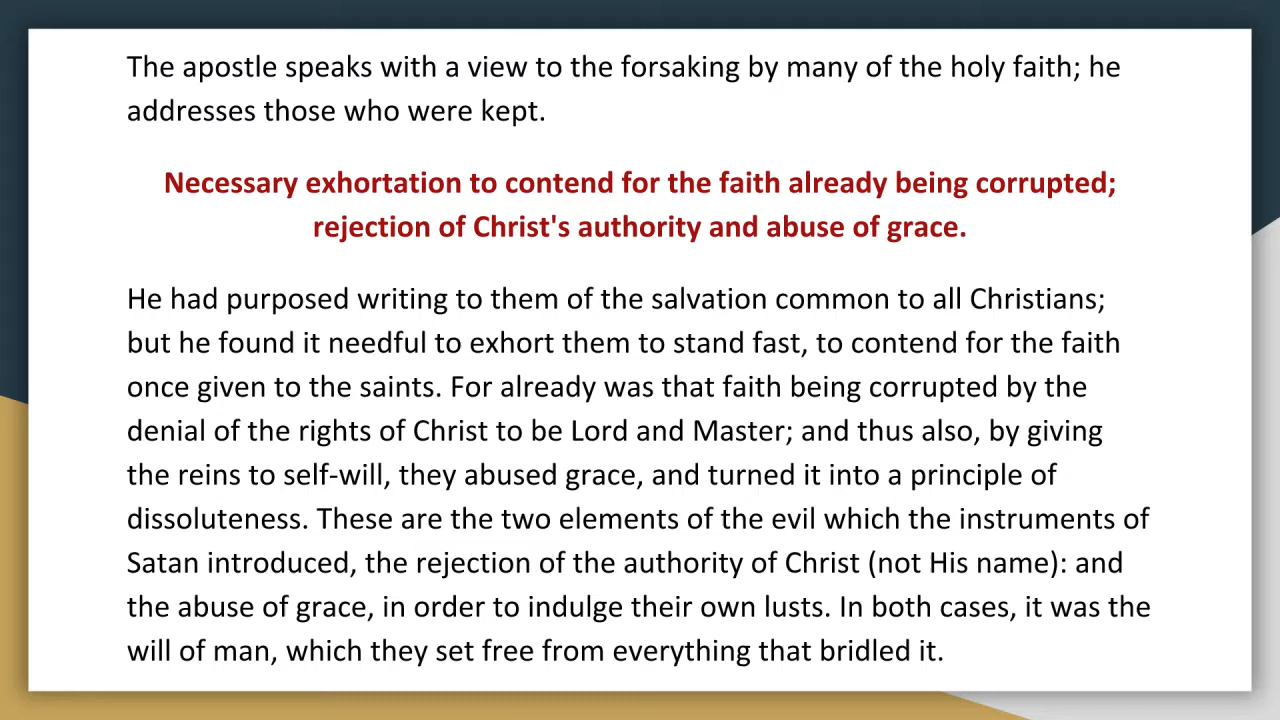 The apostle speaks with a view to the forsaking by many of the holy faith; he
addresses those who were kept.
Necessary exhortation to contend for the faith already being corrupted;
rejection of Christ's authority and abuse of grace.
He had purposed writing to them of the salvation common to all Christians;
but he found it needful to exhort them to stand fast, to contend for the faith
once given to the saints. For already was that faith being corrupted by the
denial of the rights of Christ to be Lord and Master; and thus also, by giving
the reins to self-will, they abused grace, and turned it into a principle of
dissoluteness. These are the two elements of the evil which the instruments of
Satan introduced, the rejection of the authority of Christ (not His name): and
the abuse of grace, in order to indulge their own lusts. In both cases, it was the
will of man, which they set free from everything that bridled it.